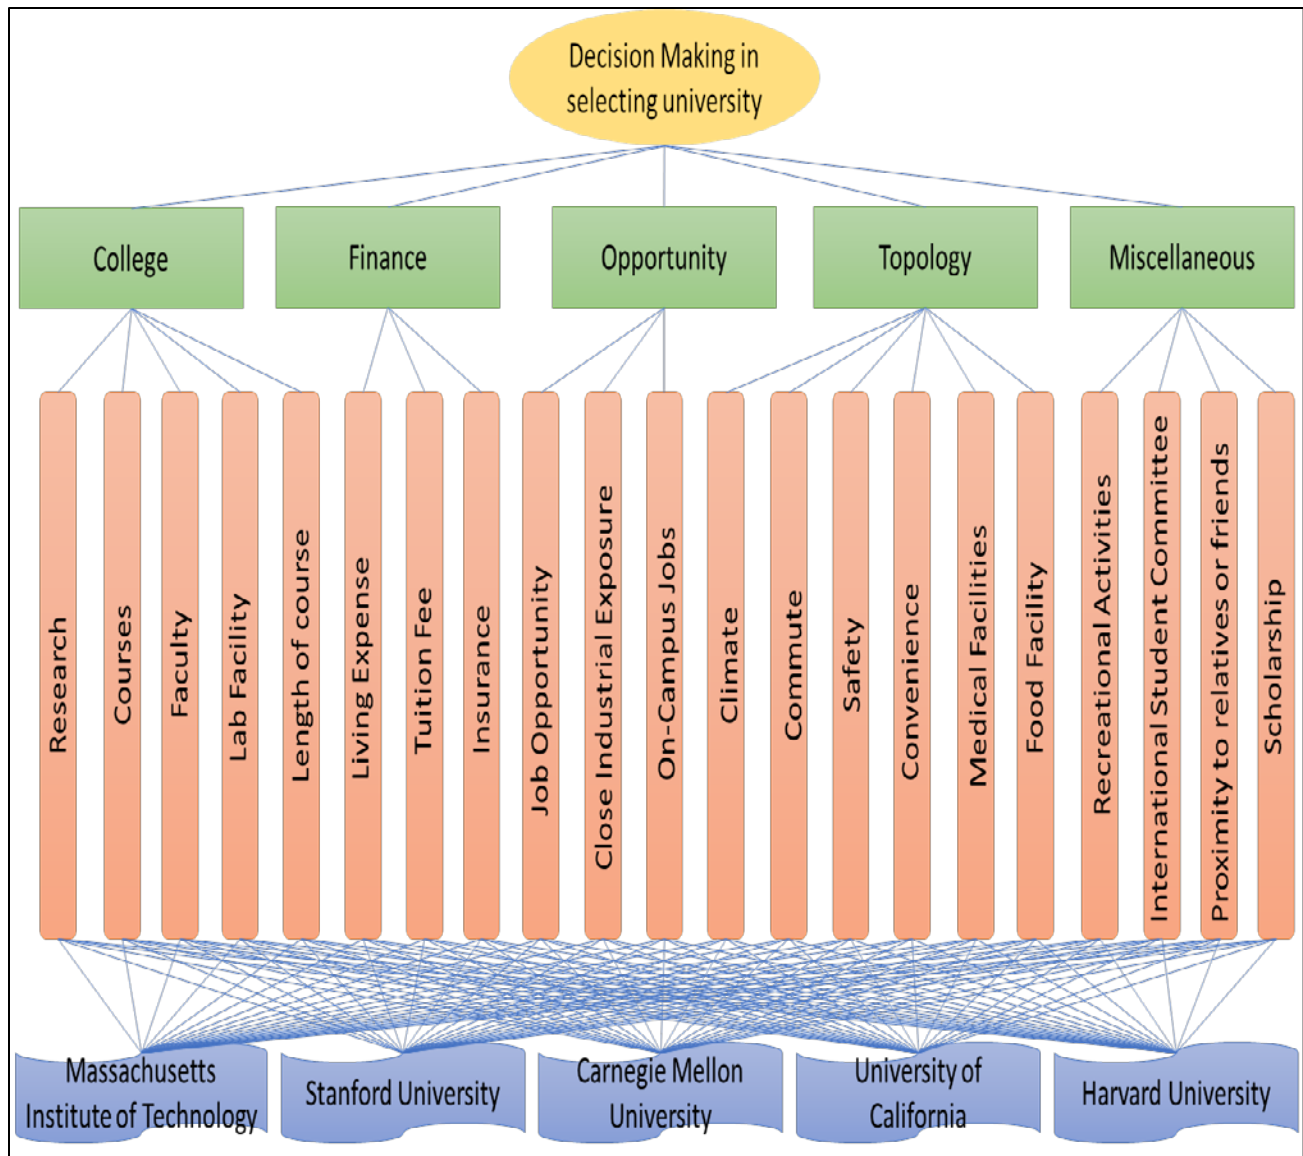 Decision Making in
selecting university
College
Finance
Opportunity
Topology
Miscellaneous
Research
Courses
Faculty
Lab Facility
Length of course
Living Expense
Tuition Fee
Insurance
Job Opportunity
Close Industrial Exposure
On-Campus Jobs
Climate
Commute
Safety
Convenience
Medical Facilities
Food Facility
Recreational Activities
International Student Committee
Proximity to relatives or friends
Scholarship
Massachusetts
Institute of Technology
Stanford University
Carnegie Mellon
University
University of
California
Harvard University